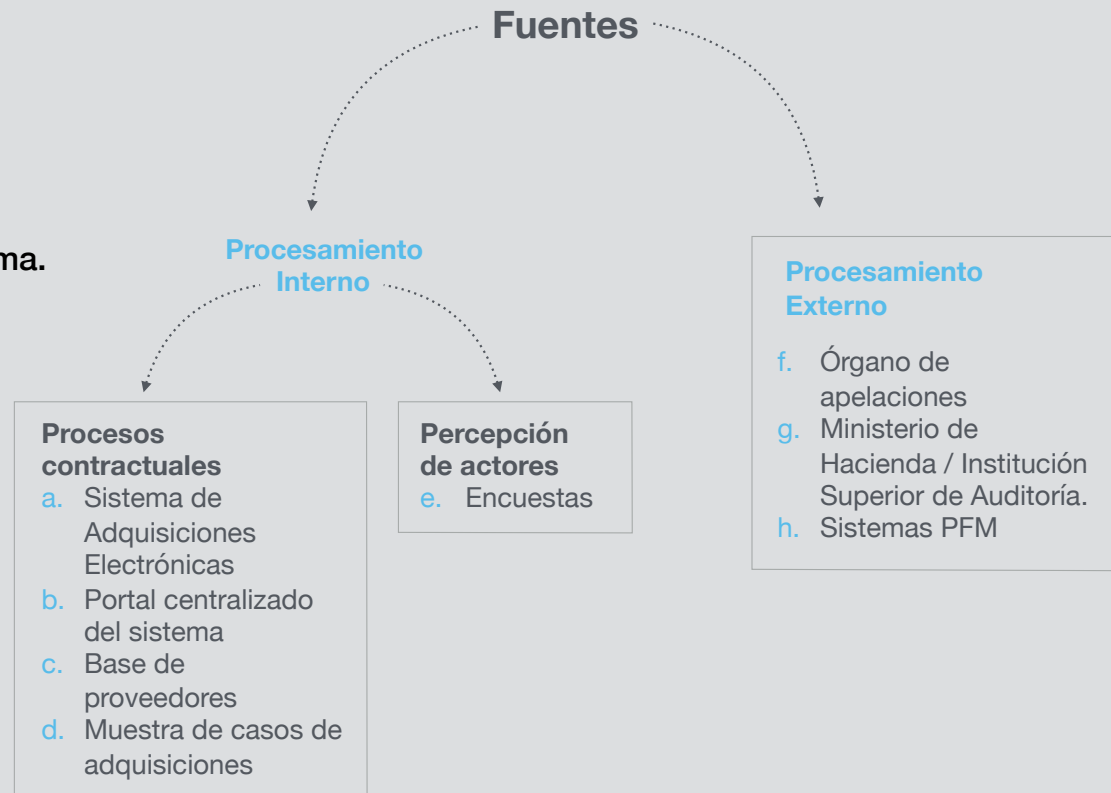 Fuentes
ma.
Procesamiento
Interno
Procesos
contractuales
a. Sistema de
Adquisiciones
Electrónicas
b. Portal centralizado
del sistema
c. Base de
proveedores
d. Muestra de casos de
adquisiciones
Percepción
de actores
e. Encuestas
Procesamiento
Externo
f. Órgano de
apelaciones
g. Ministerio de
Hacienda / Institución
Superior de Auditoría.
h. Sistemas PFM